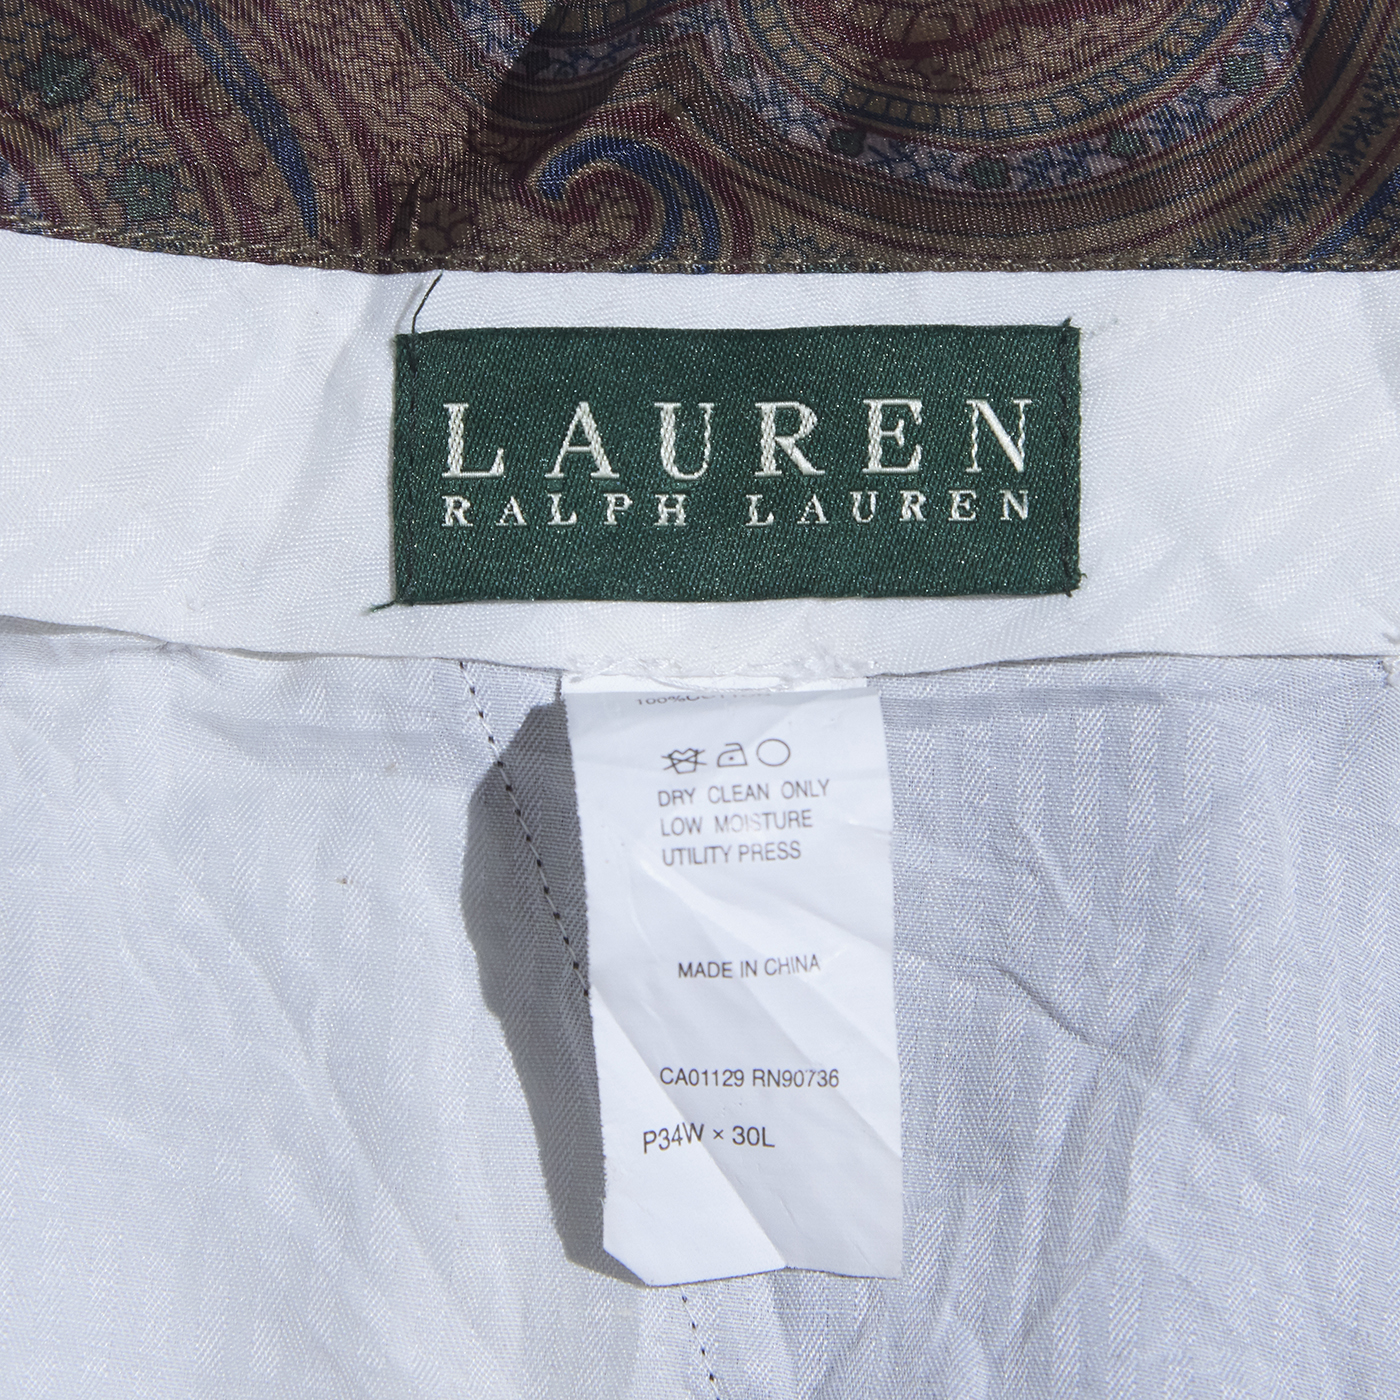 LAUREN
RALPH LAUREN
DRY CLEAN ONLY
LOW MOISTURE
UTILITY PRESS
MADE IN CHINA
CA01129 RN90736
P34W × 30L